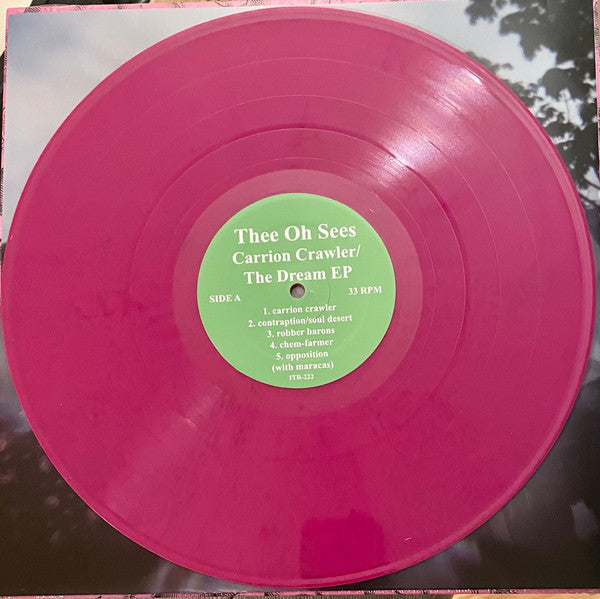 Thee Oh Sees
Carrion Crawler/
The Dream EP
SIDE A 33 RPM
1. carrion crawler
2. contraption/soul desert
3. robber barons
4. chem-farmer
5. opposition
(with maracas)
ITR-222